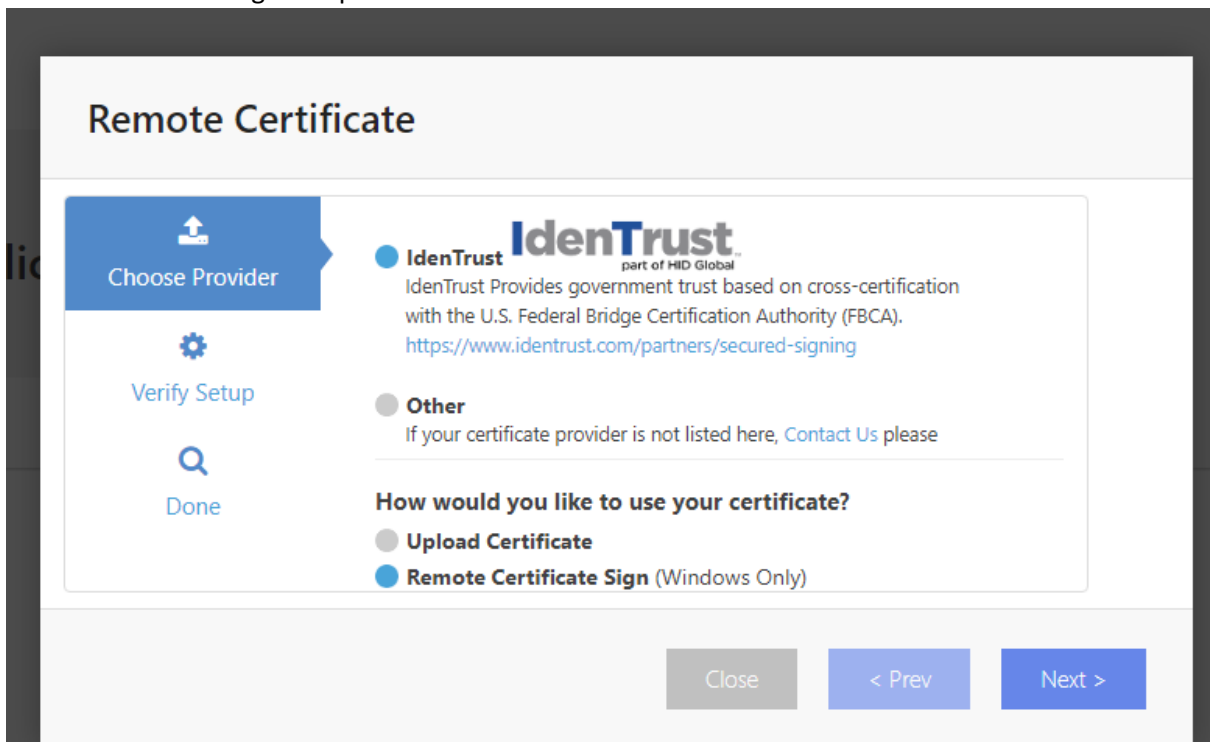 Remote Certificate
lic
Choose Provider
Verify Setup
Done
IdenTrust IdenTrust
part of HID Global
IdenTrust Provides government trust based on cross-certification
with the U.S. Federal Bridge Certification Authority (FBCA).
https://www.identrust.com/partners/secured-signing
Other
If your certificate provider is not listed here, Contact Us please
How would you like to use your certificate?
Upload Certificate
Remote Certificate Sign (Windows Only)
Close
< Prev
Next >